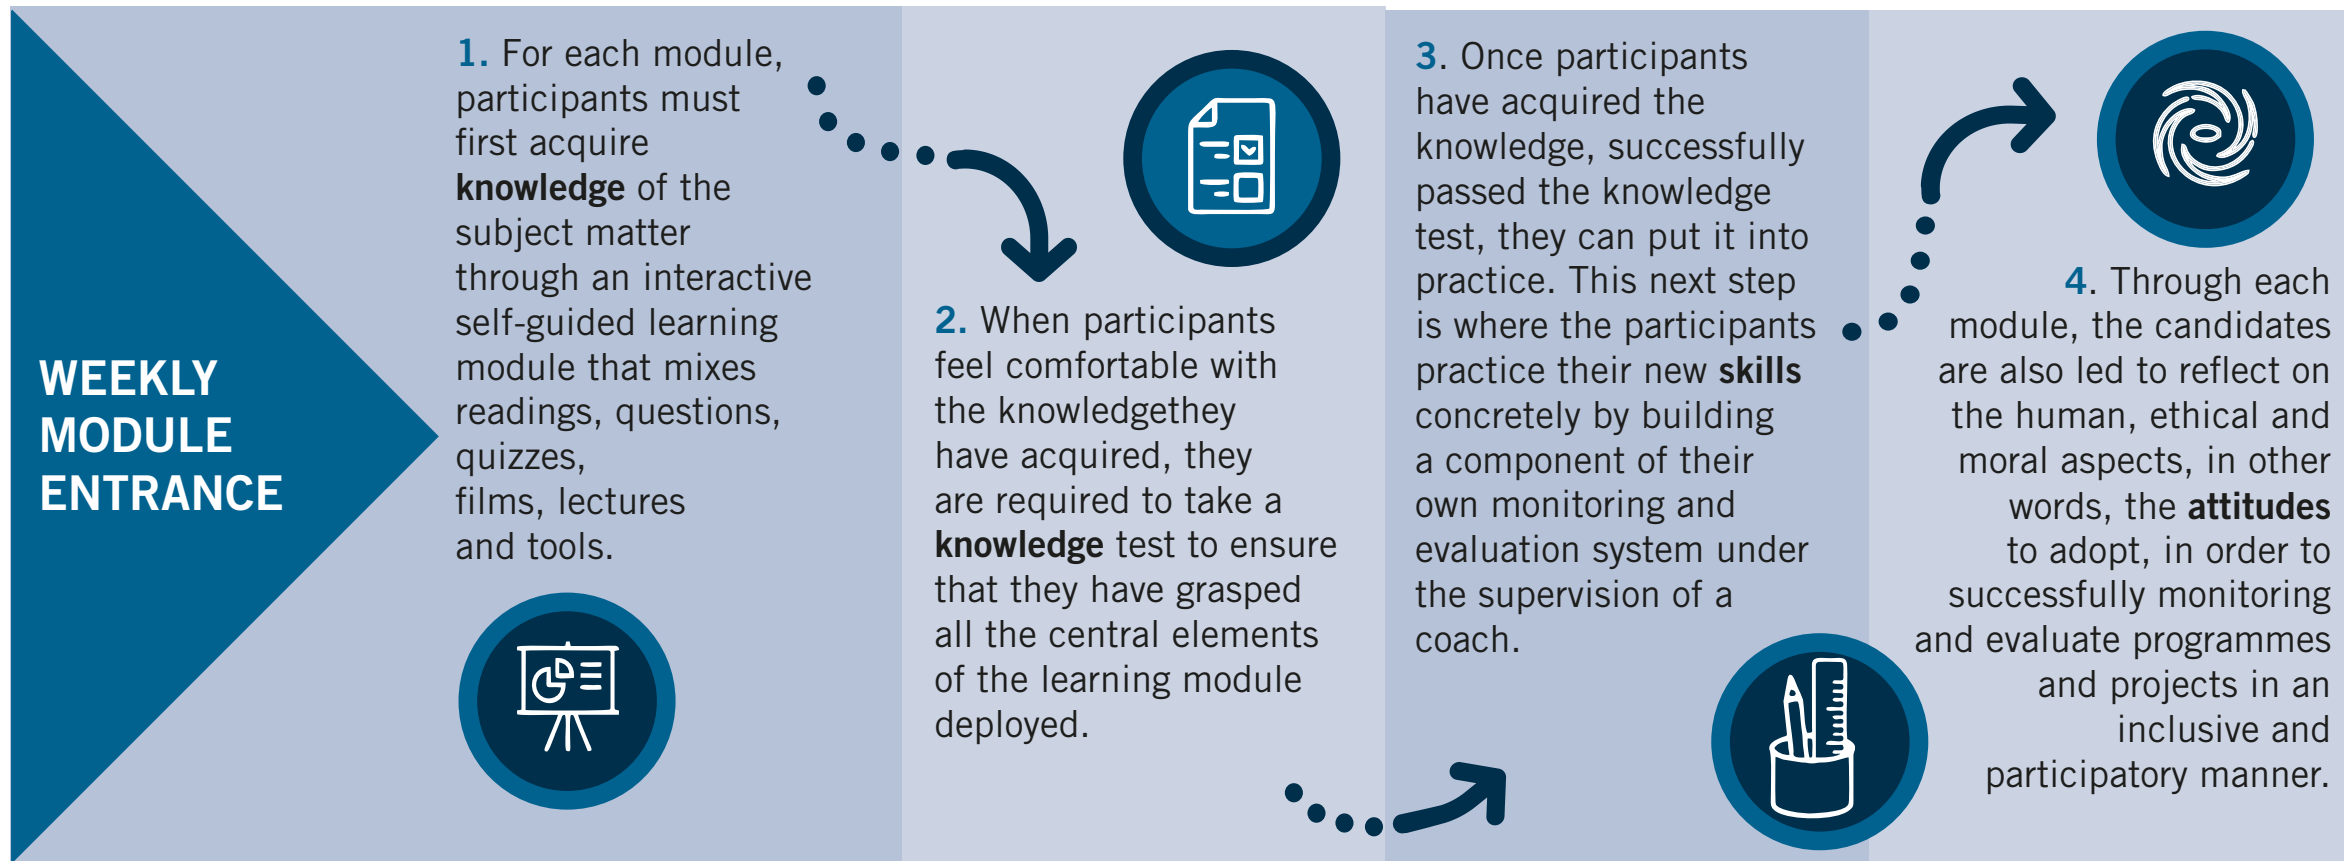 WEEKLY
MODULE
ENTRANCE
1. For each module,
participants must
first acquire
knowledge of the
subject matter
through an interactive
self-guided learning
module that mixes
readings, questions,
quizzes,
films, lectures
and tools.
2. When participants
feel comfortable with
the knowledgethey
have acquired, they
are required to take a
knowledge test to ensure
that they have grasped
all the central elements
of the learning module
deployed.
3. Once participants
have acquired the
knowledge, successfully
passed the knowledge
test, they can put it into
practice. This next step
is where the participants
practice their new skills
concretely by building
a component of their
own monitoring and
evaluation system under
the supervision of a
coach.
4. Through each
module, the candidates
are also led to reflect on
the human, ethical and
moral aspects, in other
words, the attitudes
to adopt, in order to
successfully monitoring
and evaluate programmes
and projects in an
inclusive and
participatory manner.